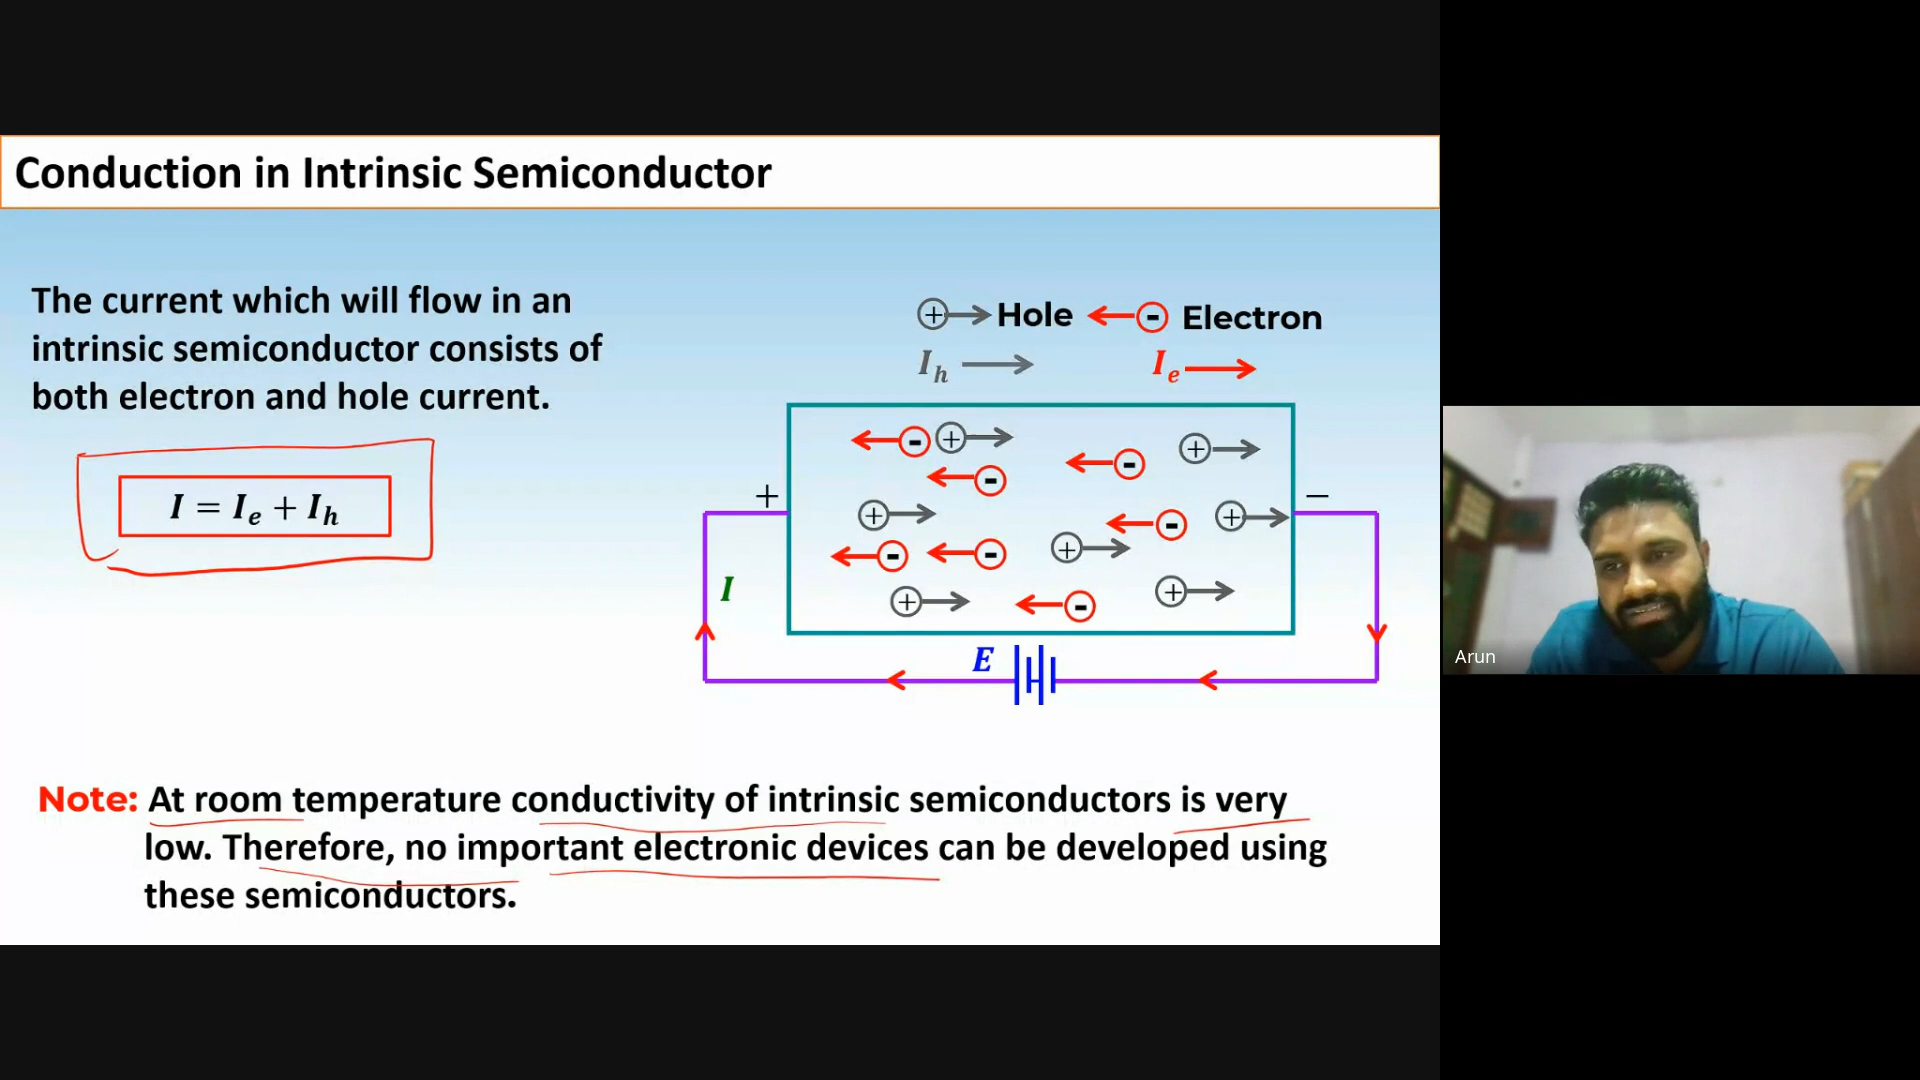 Conduction in Intrinsic Semiconductor
The current which will flow in an
intrinsic semiconductor consists of
both electron and hole current.
I = Ie + Ih
+ Hole - Electron
Ih Ie
+ −
I
E
Note: At room temperature conductivity of intrinsic semiconductors is very
low. Therefore, no important electronic devices can be developed using
these semiconductors.
Arun